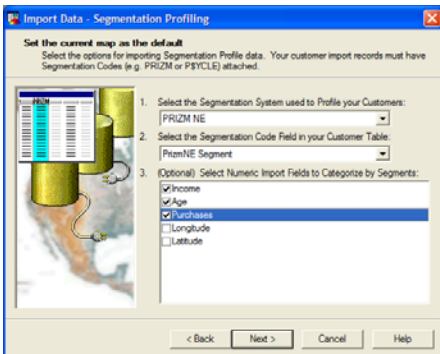 Import Data - Segmentation Profiling
Set the current map as the default
Select the options for importing Segmentation Profile data. Your customer import records must have
Segmentation Codes (e.g. PRIZM or P$YCLE) attached.
PRIZM
1. Select the Segmentation System used to Profile your Customers:
PRIZM NE
2. Select the Segmentation Code Field in your Customer Table:
PrizmNE Segment
3. (Optional) Select Numeric Import Fields to Categorize by Segments:
Income
Age
Purchases
Longitude
Latitude
< Back
Next >
Cancel
Help